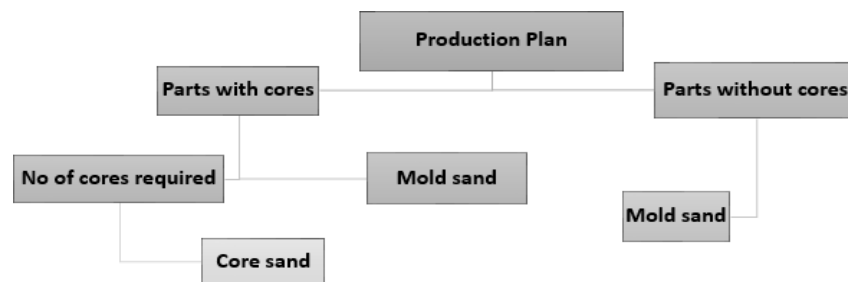 Production Plan
Parts with cores
Parts without cores
No of cores required
Mold sand
Mold sand
Core sand